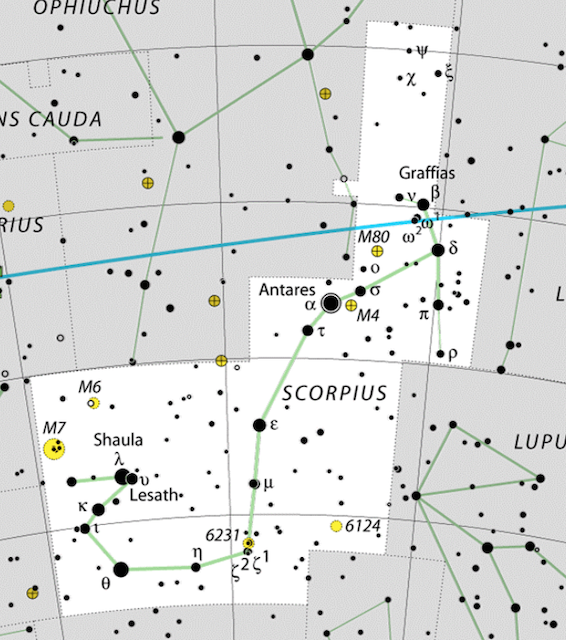 OPHIUCHUS
ψ
χ
ξ
NS CAUDA
Graffias
ν
β
RIUS
ω² ω¹
M80
δ
ο
Antares
α
σ
M4
π
τ
L
ρ
M6
SCORPIUS
M7
ε
Shaula
LUPU
λ
υ
Lesath
μ
κ
ι
6124
6231
η
ζ² ζ¹
θ